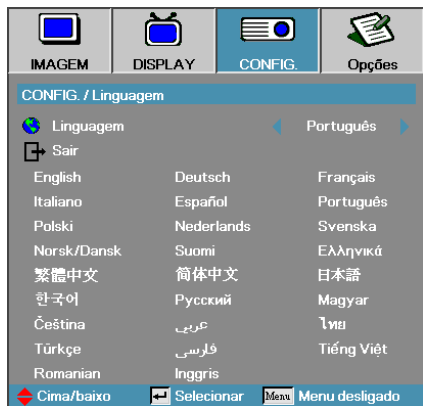 IMAGEM DISPLAY CONFIG. Opções
CONFIG. / Linguagem
Linguagem Português
Sair
English Deutsch Français
Italiano Español Português
Polski Nederlands Svenska
Norsk/Dansk Suomi Ελληνικά
繁體中文 简体中文 日本語
한국어 Русский Magyar
Čeština عربي ไทย
Türkçe فارسی Tiếng Việt
Romanian Inggris
Cima/baixo Selecionar Menu Menu desligado